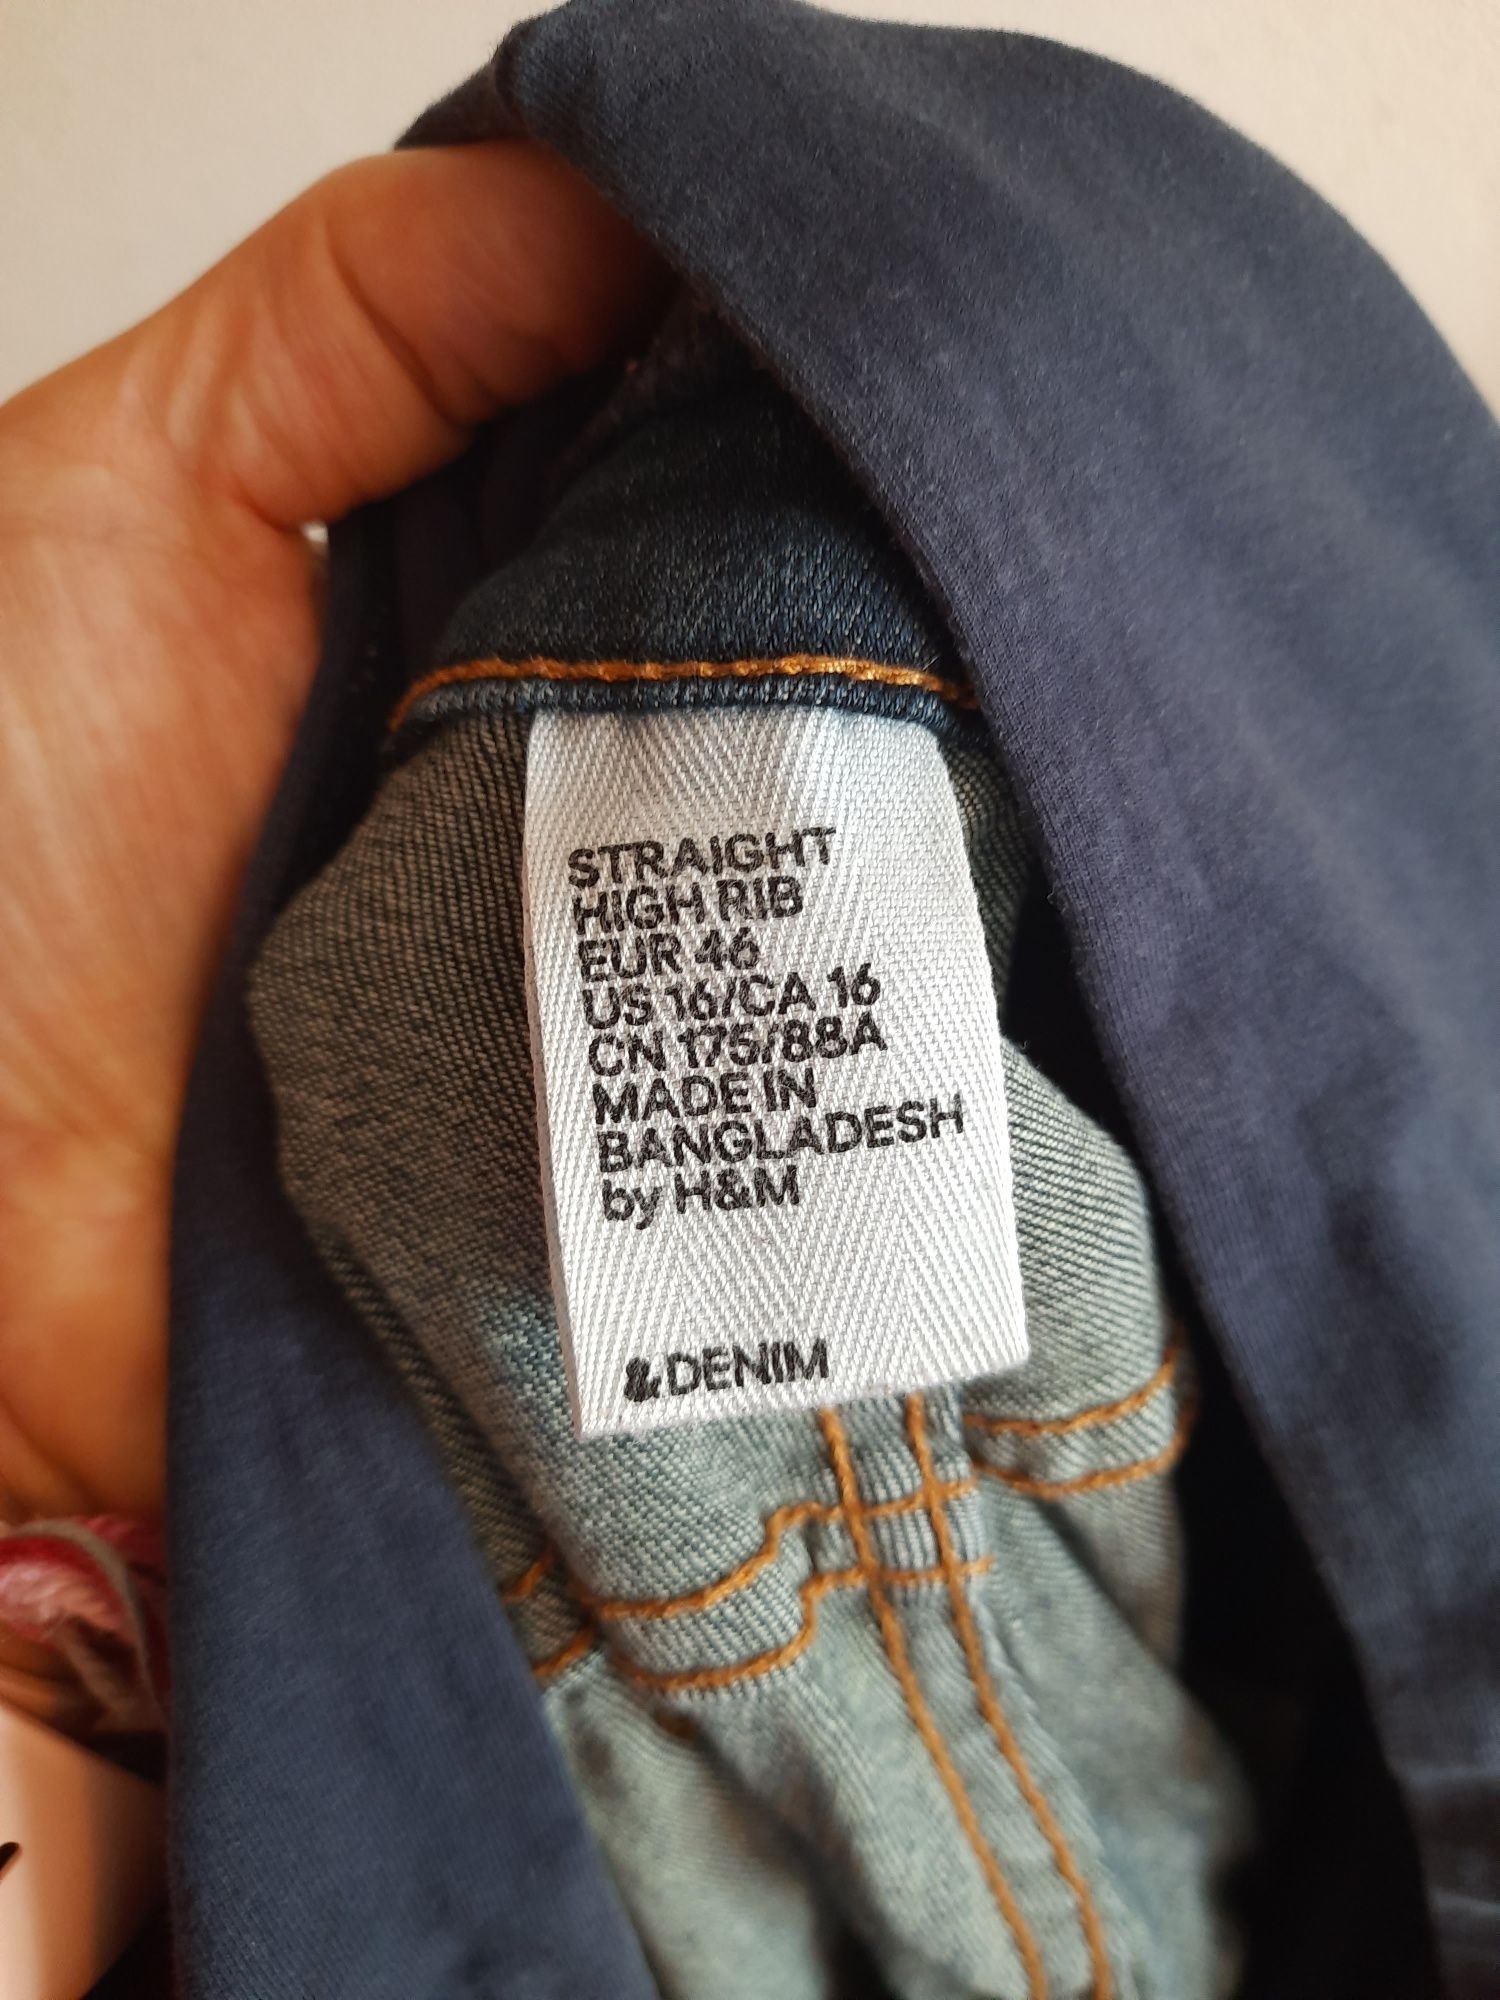 STRAIGHT
HIGH RIB
EUR 46
US 16/CA 16
CN 175/88A
MADE IN
BANGLADESH
by H&M
&DENIM